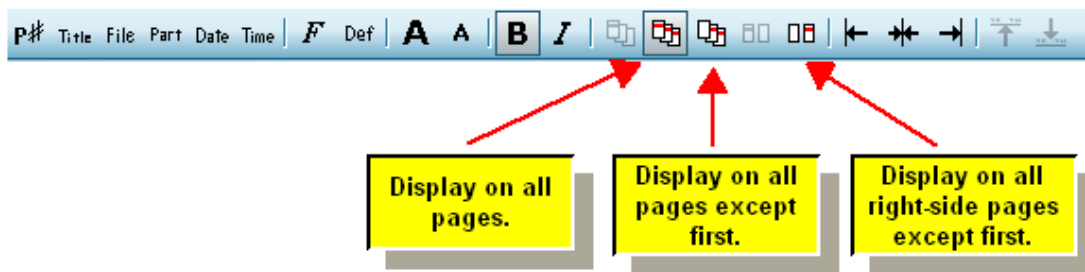 P# Title File Part Date Time F Def A A B I
Display on all
pages.
Display on all
pages except
first.
Display on all
right-side pages
except first.